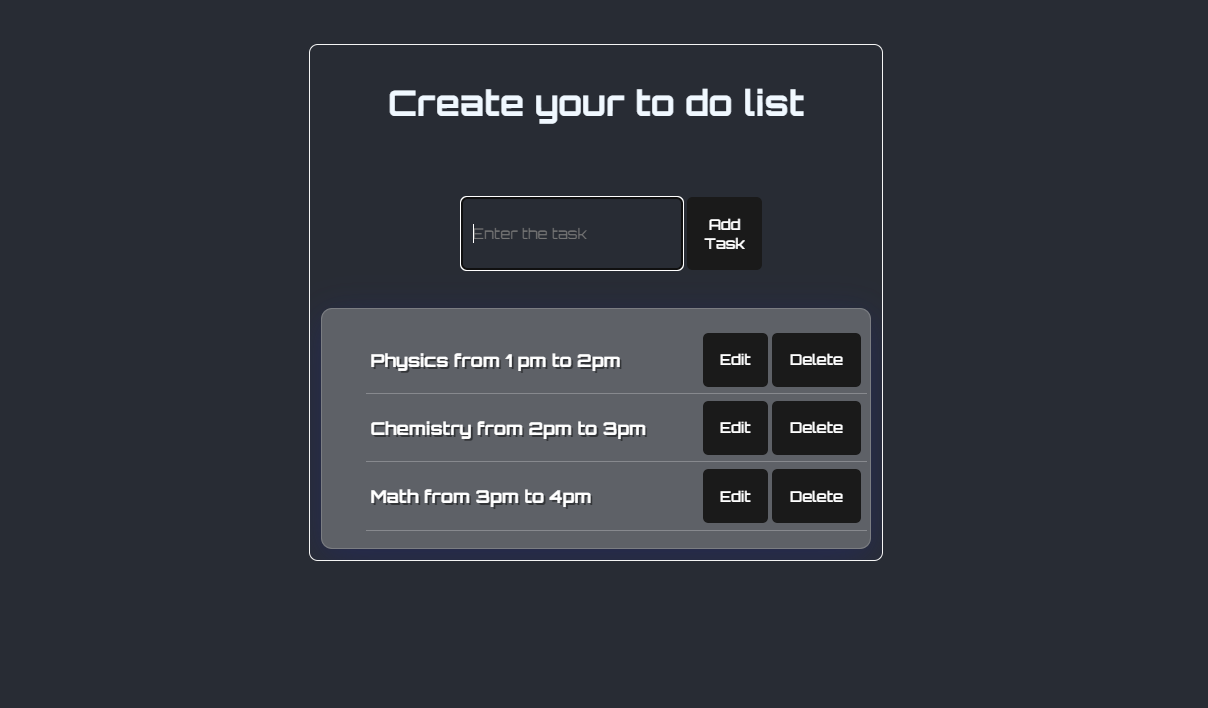 Create your to do list
Enter the task
Add
Task
Physics from 1 pm to 2pm Edit Delete
Chemistry from 2pm to 3pm Edit Delete
Math from 3pm to 4pm Edit Delete